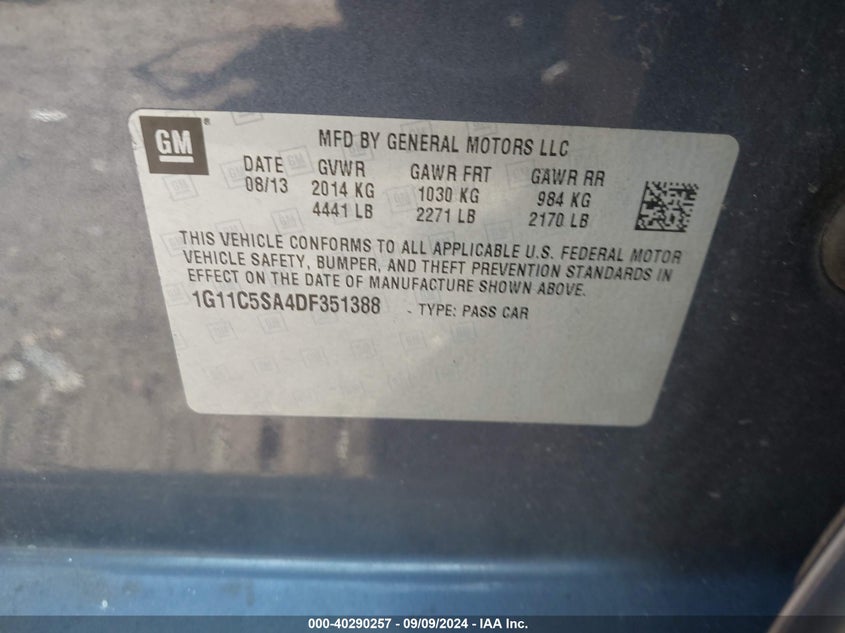 GM®
MFD BY GENERAL MOTORS LLC
DATE GVWR GAWR FRT GAWR RR
08/13 2014 KG 1030 KG 984 KG
4441 LB 2271 LB 2170 LB
THIS VEHICLE CONFORMS TO ALL APPLICABLE U.S. FEDERAL MOTOR
VEHICLE SAFETY, BUMPER, AND THEFT PREVENTION STANDARDS IN
EFFECT ON THE DATE OF MANUFACTURE SHOWN ABOVE.
1G11C5SA4DF351388 - TYPE: PASS CAR
000-40290257 - 09/09/2024 - IAA Inc.